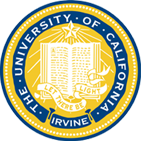 THE UNIVERSITY OF CALIFORNIA
LET THERE BE LIGHT
IRVINE